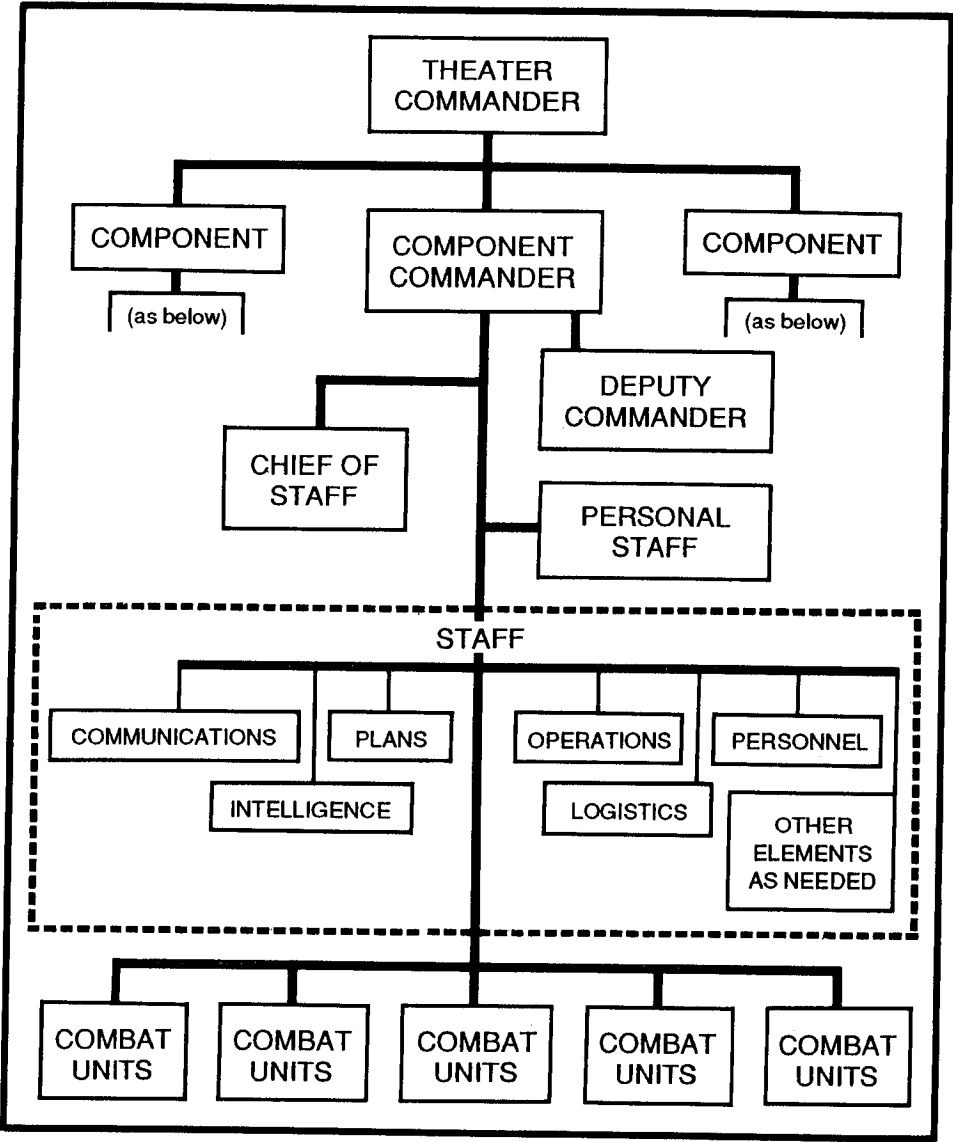 THEATER
COMMANDER
COMPONENT
COMPONENT
COMMANDER
COMPONENT
(as below)
(as below)
DEPUTY
COMMANDER
CHIEF OF
STAFF
PERSONAL
STAFF
STAFF
COMMUNICATIONS
PLANS
OPERATIONS
PERSONNEL
INTELLIGENCE
LOGISTICS
OTHER
ELEMENTS
AS NEEDED
COMBAT
UNITS
COMBAT
UNITS
COMBAT
UNITS
COMBAT
UNITS
COMBAT
UNITS